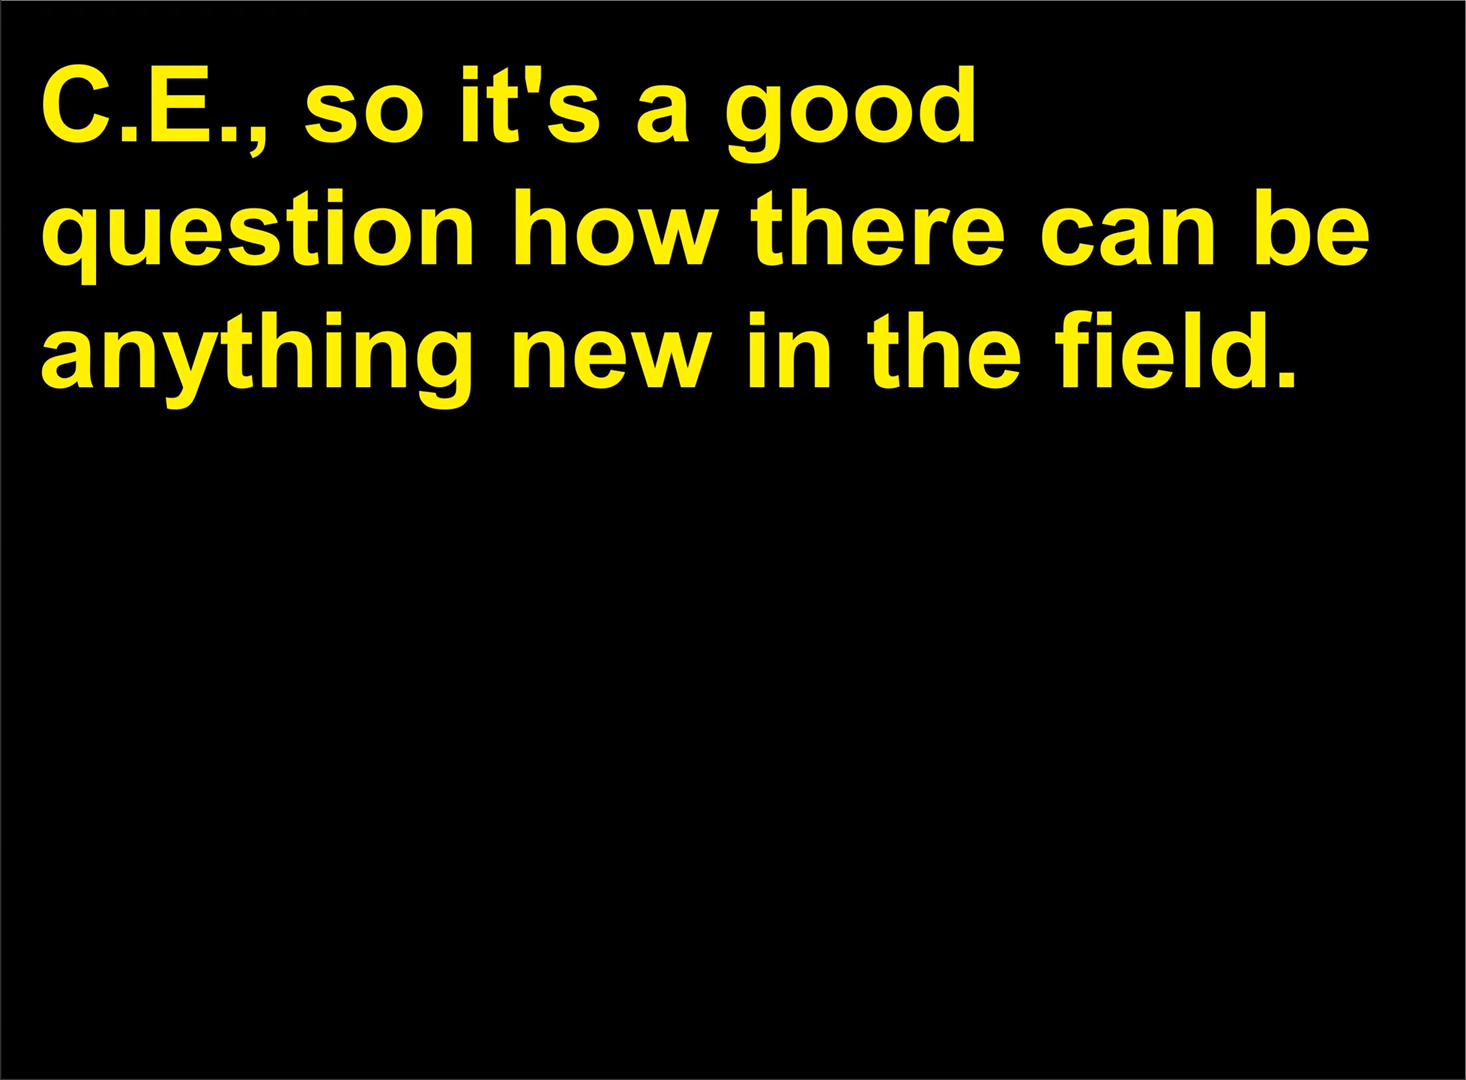 C.E., so it's a good
question how there can be
anything new in the field.